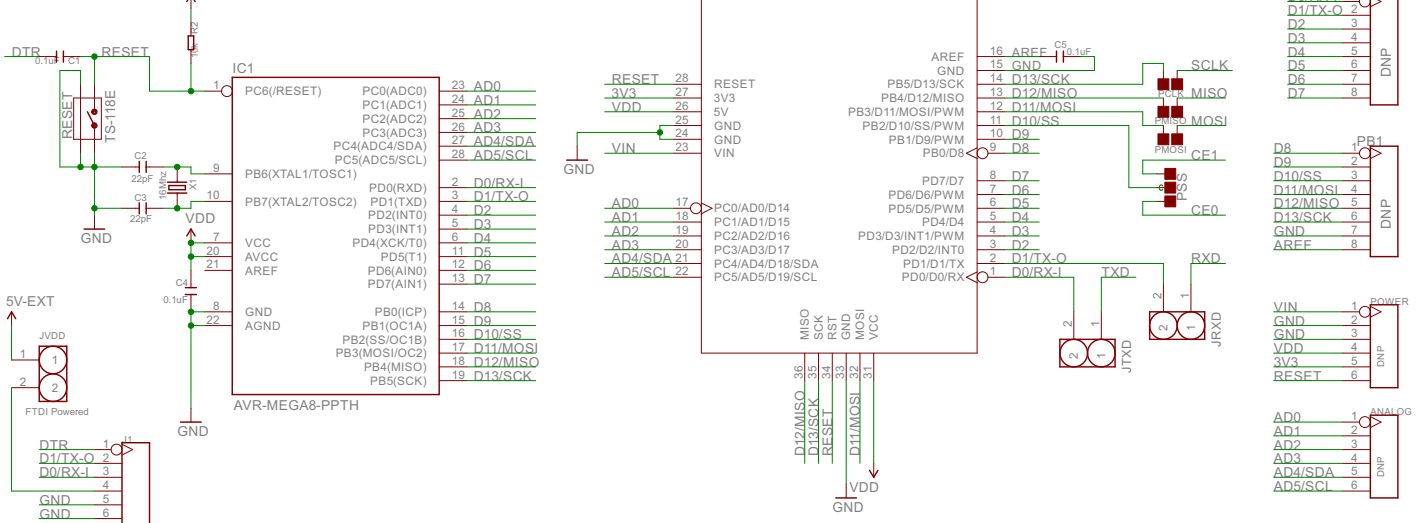 DTR
0.1uF
C1
RESET
R2
10k
RESET
TS-118E
C2
22pF
C3
22pF
16Mhz
X1
GND
VDD
C4
0.1uF
GND
IC1
1 PC6(/RESET)
9 PB6(XTAL1/TOSC1)
10 PB7(XTAL2/TOSC2)
7 VCC
20 AVCC
21 AREF
8 GND
22 AGND
PC0(ADC0) 23 AD0
PC1(ADC1) 24 AD1
PC2(ADC2) 25 AD2
PC3(ADC3) 26 AD3
PC4(ADC4/SDA) 27 AD4/SDA
PC5(ADC5/SCL) 28 AD5/SCL
PD0(RXD) 2 D0/RX-I
PD1(TXD) 3 D1/TX-O
PD2(INT0) 4 D2
PD3(INT1) 5 D3
PD4(XCK/T0) 6 D4
PD5(T1) 11 D5
PD6(AIN0) 12 D6
PD7(AIN1) 13 D7
PB0(ICP) 14 D8
PB1(OC1A) 15 D9
PB2(SS/OC1B) 16 D10/SS
PB3(MOSI/OC2) 17 D11/MOSI
PB4(MISO) 18 D12/MISO
PB5(SCK) 19 D13/SCK
AVR-MEGA8-PPTH
5V-EXT
JVDD
1 1
2 2
FTDI Powered
J1
DTR 1
D1/TX-O 2
D0/RX-I 3
4
GND 5
GND 6
RESET 28 RESET
3V3 27 3V3
VDD 26 5V
25 GND
24 GND
VIN 23 VIN
GND
AD0 17 PC0/AD0/D14
AD1 18 PC1/AD1/D15
AD2 19 PC2/AD2/D16
AD3 20 PC3/AD3/D17
AD4/SDA 21 PC4/AD4/D18/SDA
AD5/SCL 22 PC5/AD5/D19/SCL
AREF 16 AREF
C5
0.1uF
GND 15 GND
PB5/D13/SCK 14 D13/SCK
PB4/D12/MISO 13 D12/MISO
PB3/D11/MOSI/PWM 12 D11/MOSI
PB2/D10/SS/PWM 11 D10/SS
PB1/D9/PWM 10 D9
PB0/D8 9 D8
PD7/D7 8 D7
PD6/D6/PWM 7 D6
PD5/D5/PWM 6 D5
PD4/D4 5 D4
PD3/D3/INT1/PWM 4 D3
PD2/D2/INT0 3 D2
PD1/D1/TX 2 D1/TX-O
PD0/D0/RX 1 D0/RX-I
MISO 36 D12/MISO
SCK 35 D13/SCK
RST 34 RESET
GND 33
MOSI 32 D11/MOSI
VCC 31
VDD
GND
SCLK
PCLK
MISO
PMISO
MOSI
PMOSI
CE1
PSS
CE0
TXD
2 1
2 1
JTXD
RXD
2 1
2 1
JRXD
D1/TX-O 2
D2 3
D3 4
D4 5
D5 6
D6 7
D7 8
DNP
PB1
D8 1
D9 2
D10/SS 3
D11/MOSI 4
D12/MISO 5
D13/SCK 6
GND 7
AREF 8
DNP
POWER
VIN 1
GND 2
GND 3
VDD 4
3V3 5
RESET 6
DNP
ANALOG
AD0 1
AD1 2
AD2 3
AD3 4
AD4/SDA 5
AD5/SCL 6
DNP